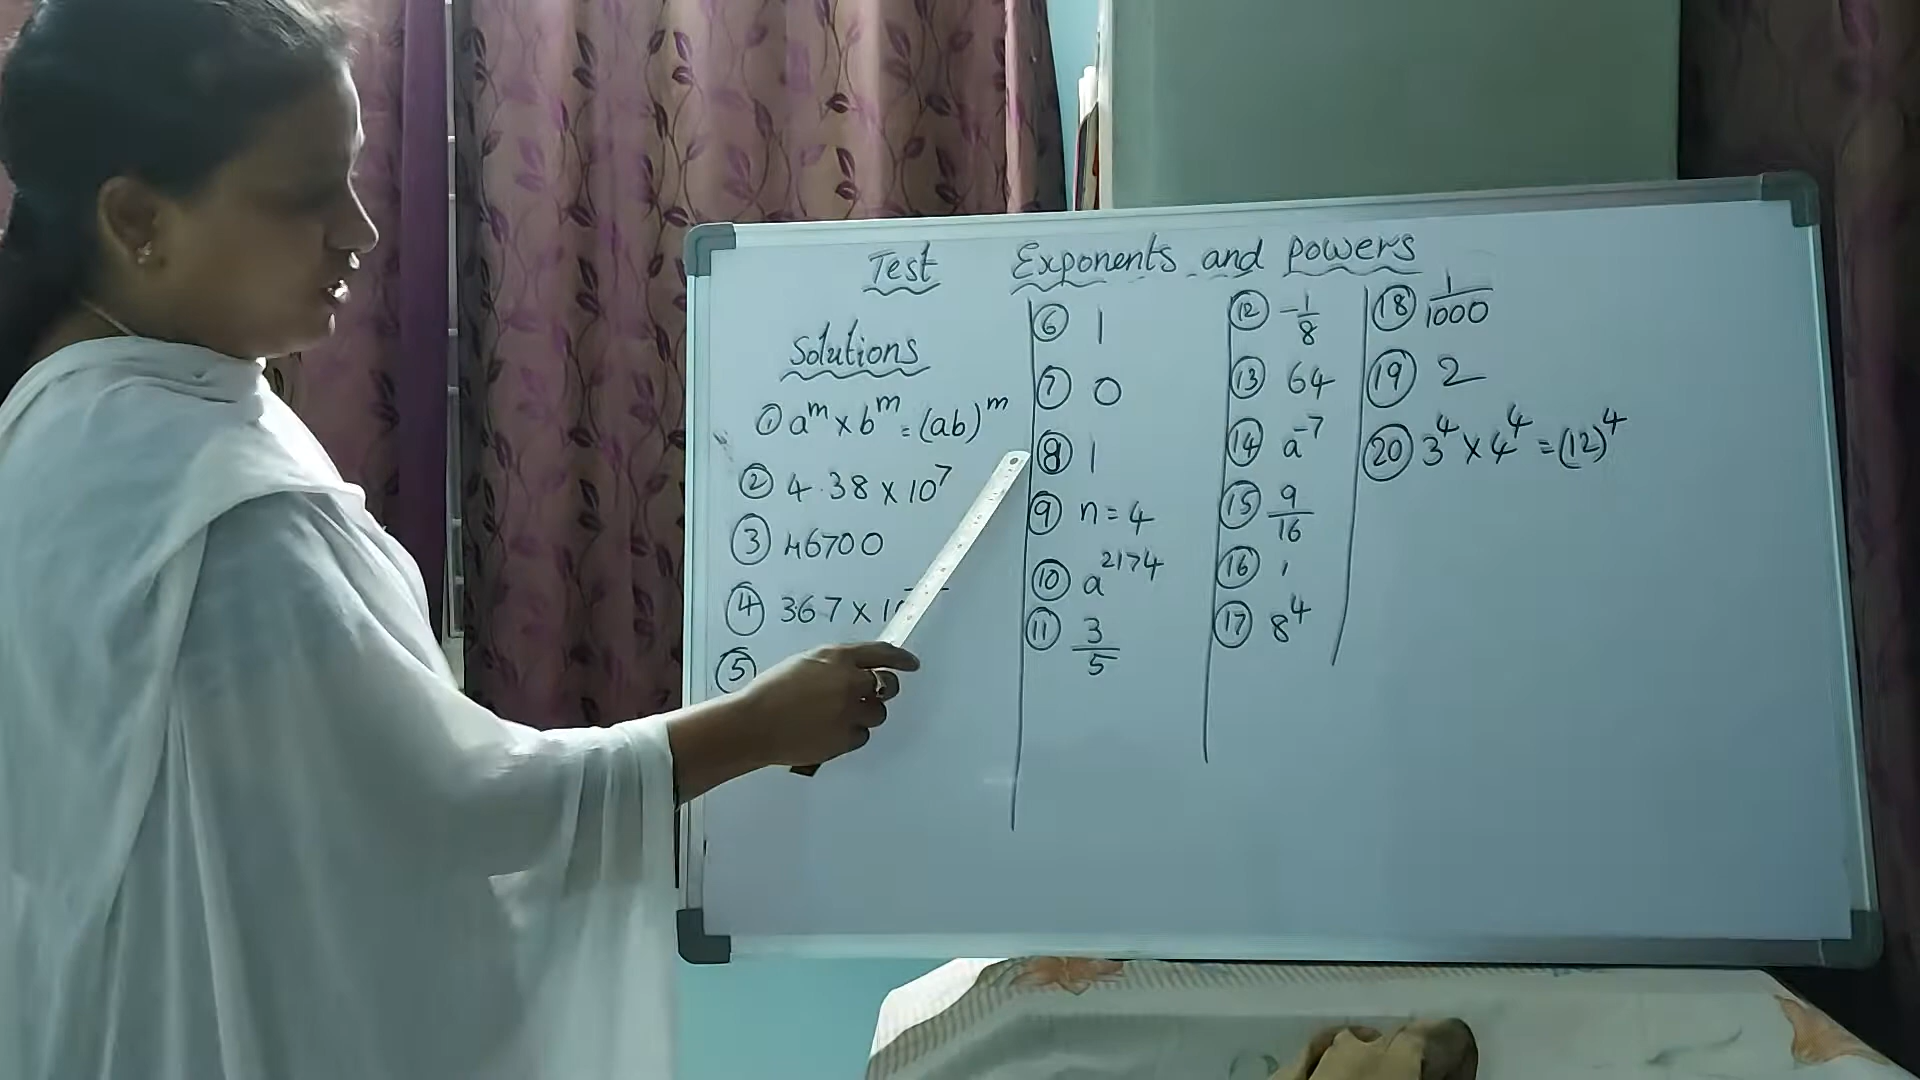 Test Exponents and powers
Solutions
① a^m × b^m = (ab)^m
② 4.38 × 10^7
③ 46700
④ 367 × 1
⑤
⑥ 1
⑦ 0
⑧ 1
⑨ n = 4
⑩ a^2174
⑪ 3/5
⑫ -1/8
⑬ 64
⑭ a^-7
⑮ 9/16
⑯ 1
⑰ 8^4
⑱ 1/1000
⑲ 2
⑳ 3^4 × 4^4 = (12)^4